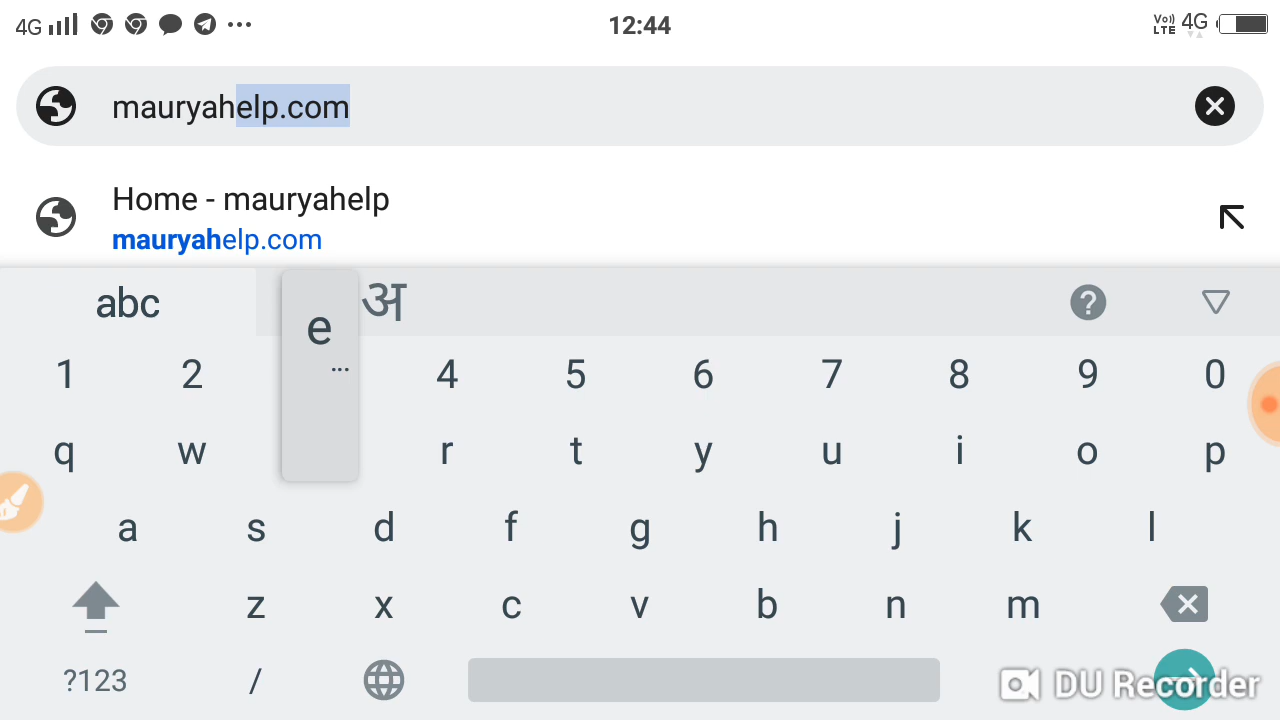 4G 12:44 Vo)) LTE 4G
mauryahelp.com
Home - mauryahelp
mauryahelp.com
abc e अ ?
...
1 2 4 5 6 7 8 9 0
q w r t y u i o p
a s d f g h j k l
z x c v b n m
?123 / DU Recorder